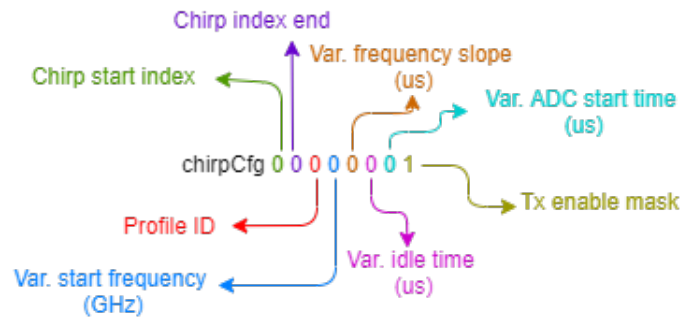 Chirp index end
Var. frequency slope
(us)
Chirp start index
Var. ADC start time
(us)
chirpCfg 0 0 0 0 0 0 0 1
Tx enable mask
Profile ID
Var. idle time
(us)
Var. start frequency
(GHz)